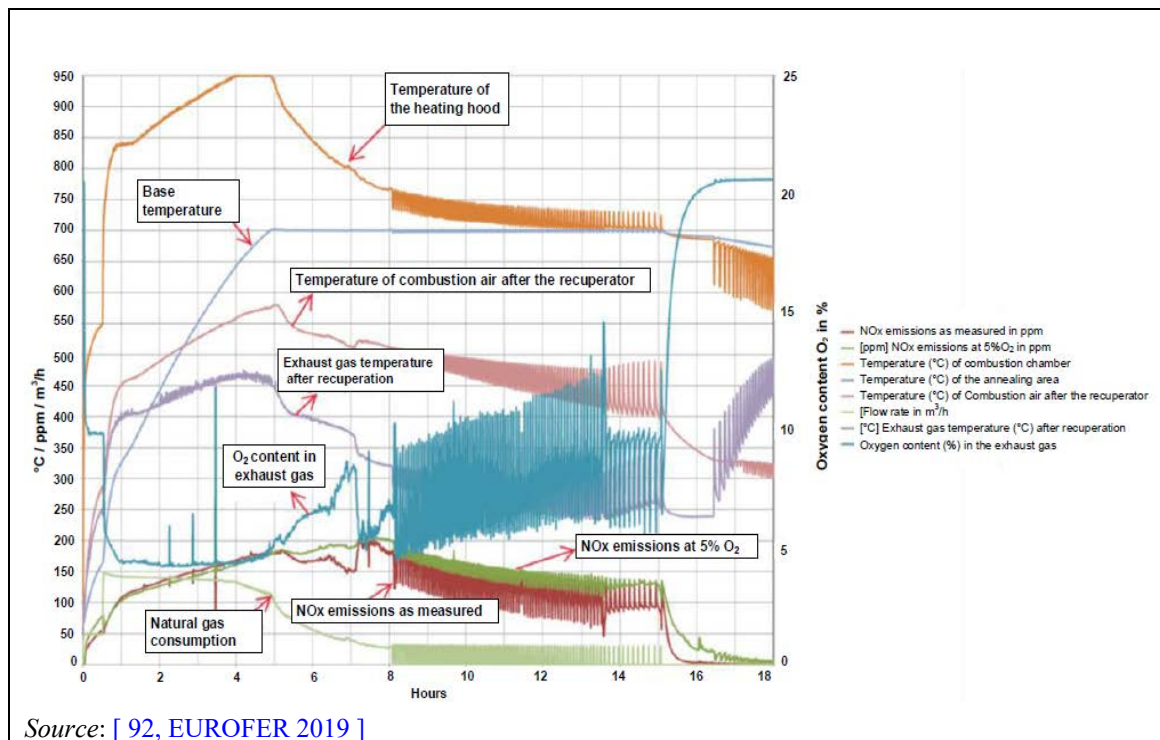 950
900
850
800
750
700
650
600
550
500
450
400
350
300
250
200
150
100
50
0
°C / ppm / m³/h
25
20
15
10
5
0
Oxygen content O₂ in %
0 2 4 6 8 10 12 14 16 18
Hours
Temperature of
the heating hood
Base
temperature
Temperature of combustion air after the recuperator
Exhaust gas temperature
after recuperation
O₂ content in
exhaust gas
NOx emissions at 5% O₂
NOx emissions as measured
Natural gas
consumption
NOx emissions as measured in ppm
[ppm] NOx emissions at 5%O₂ in ppm
Temperature (°C) of combustion chamber
Temperature (°C) of the annealing area
Temperature (°C) of Combustion air after the recuperator
[Flow rate in m³/h
[°C] Exhaust gas temperature (°C) after recuperation
Oxygen content (%) in the exhaust gas
Source: [ 92, EUROFER 2019 ]